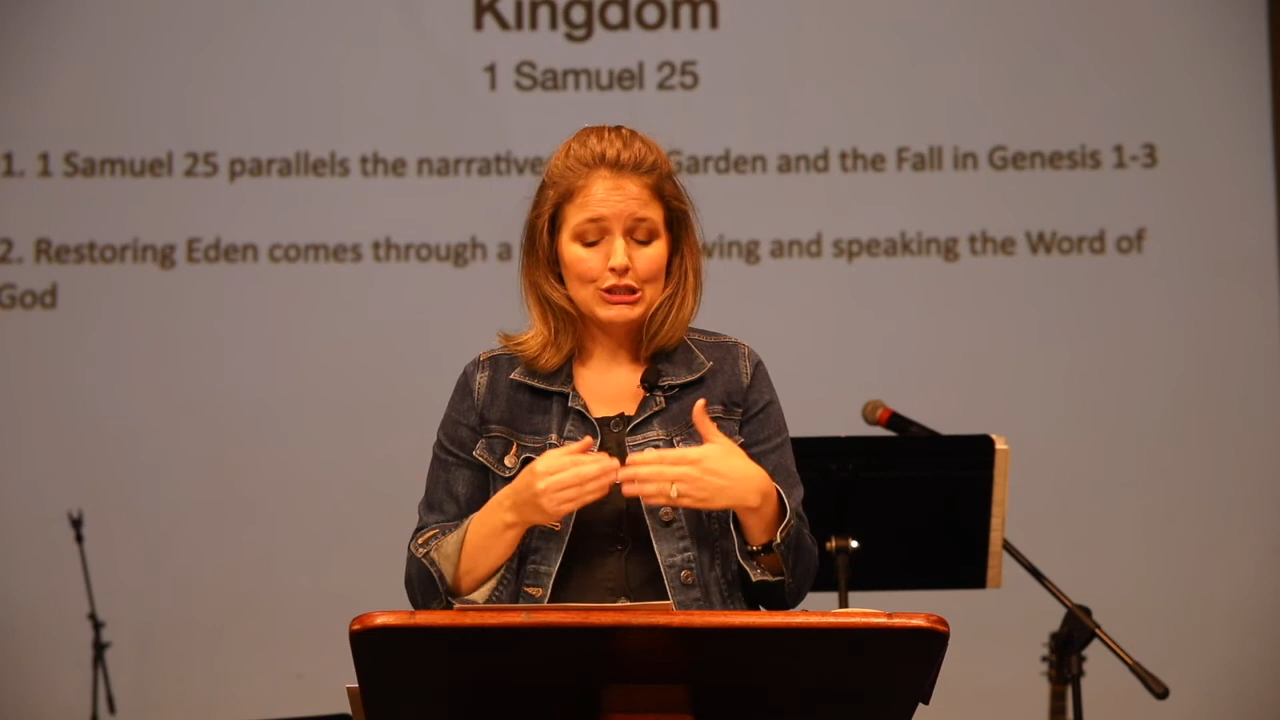 Kingdom
1 Samuel 25
1. 1 Samuel 25 parallels the narrative Garden and the Fall in Genesis 1-3
2. Restoring Eden comes through a and speaking the Word of
God